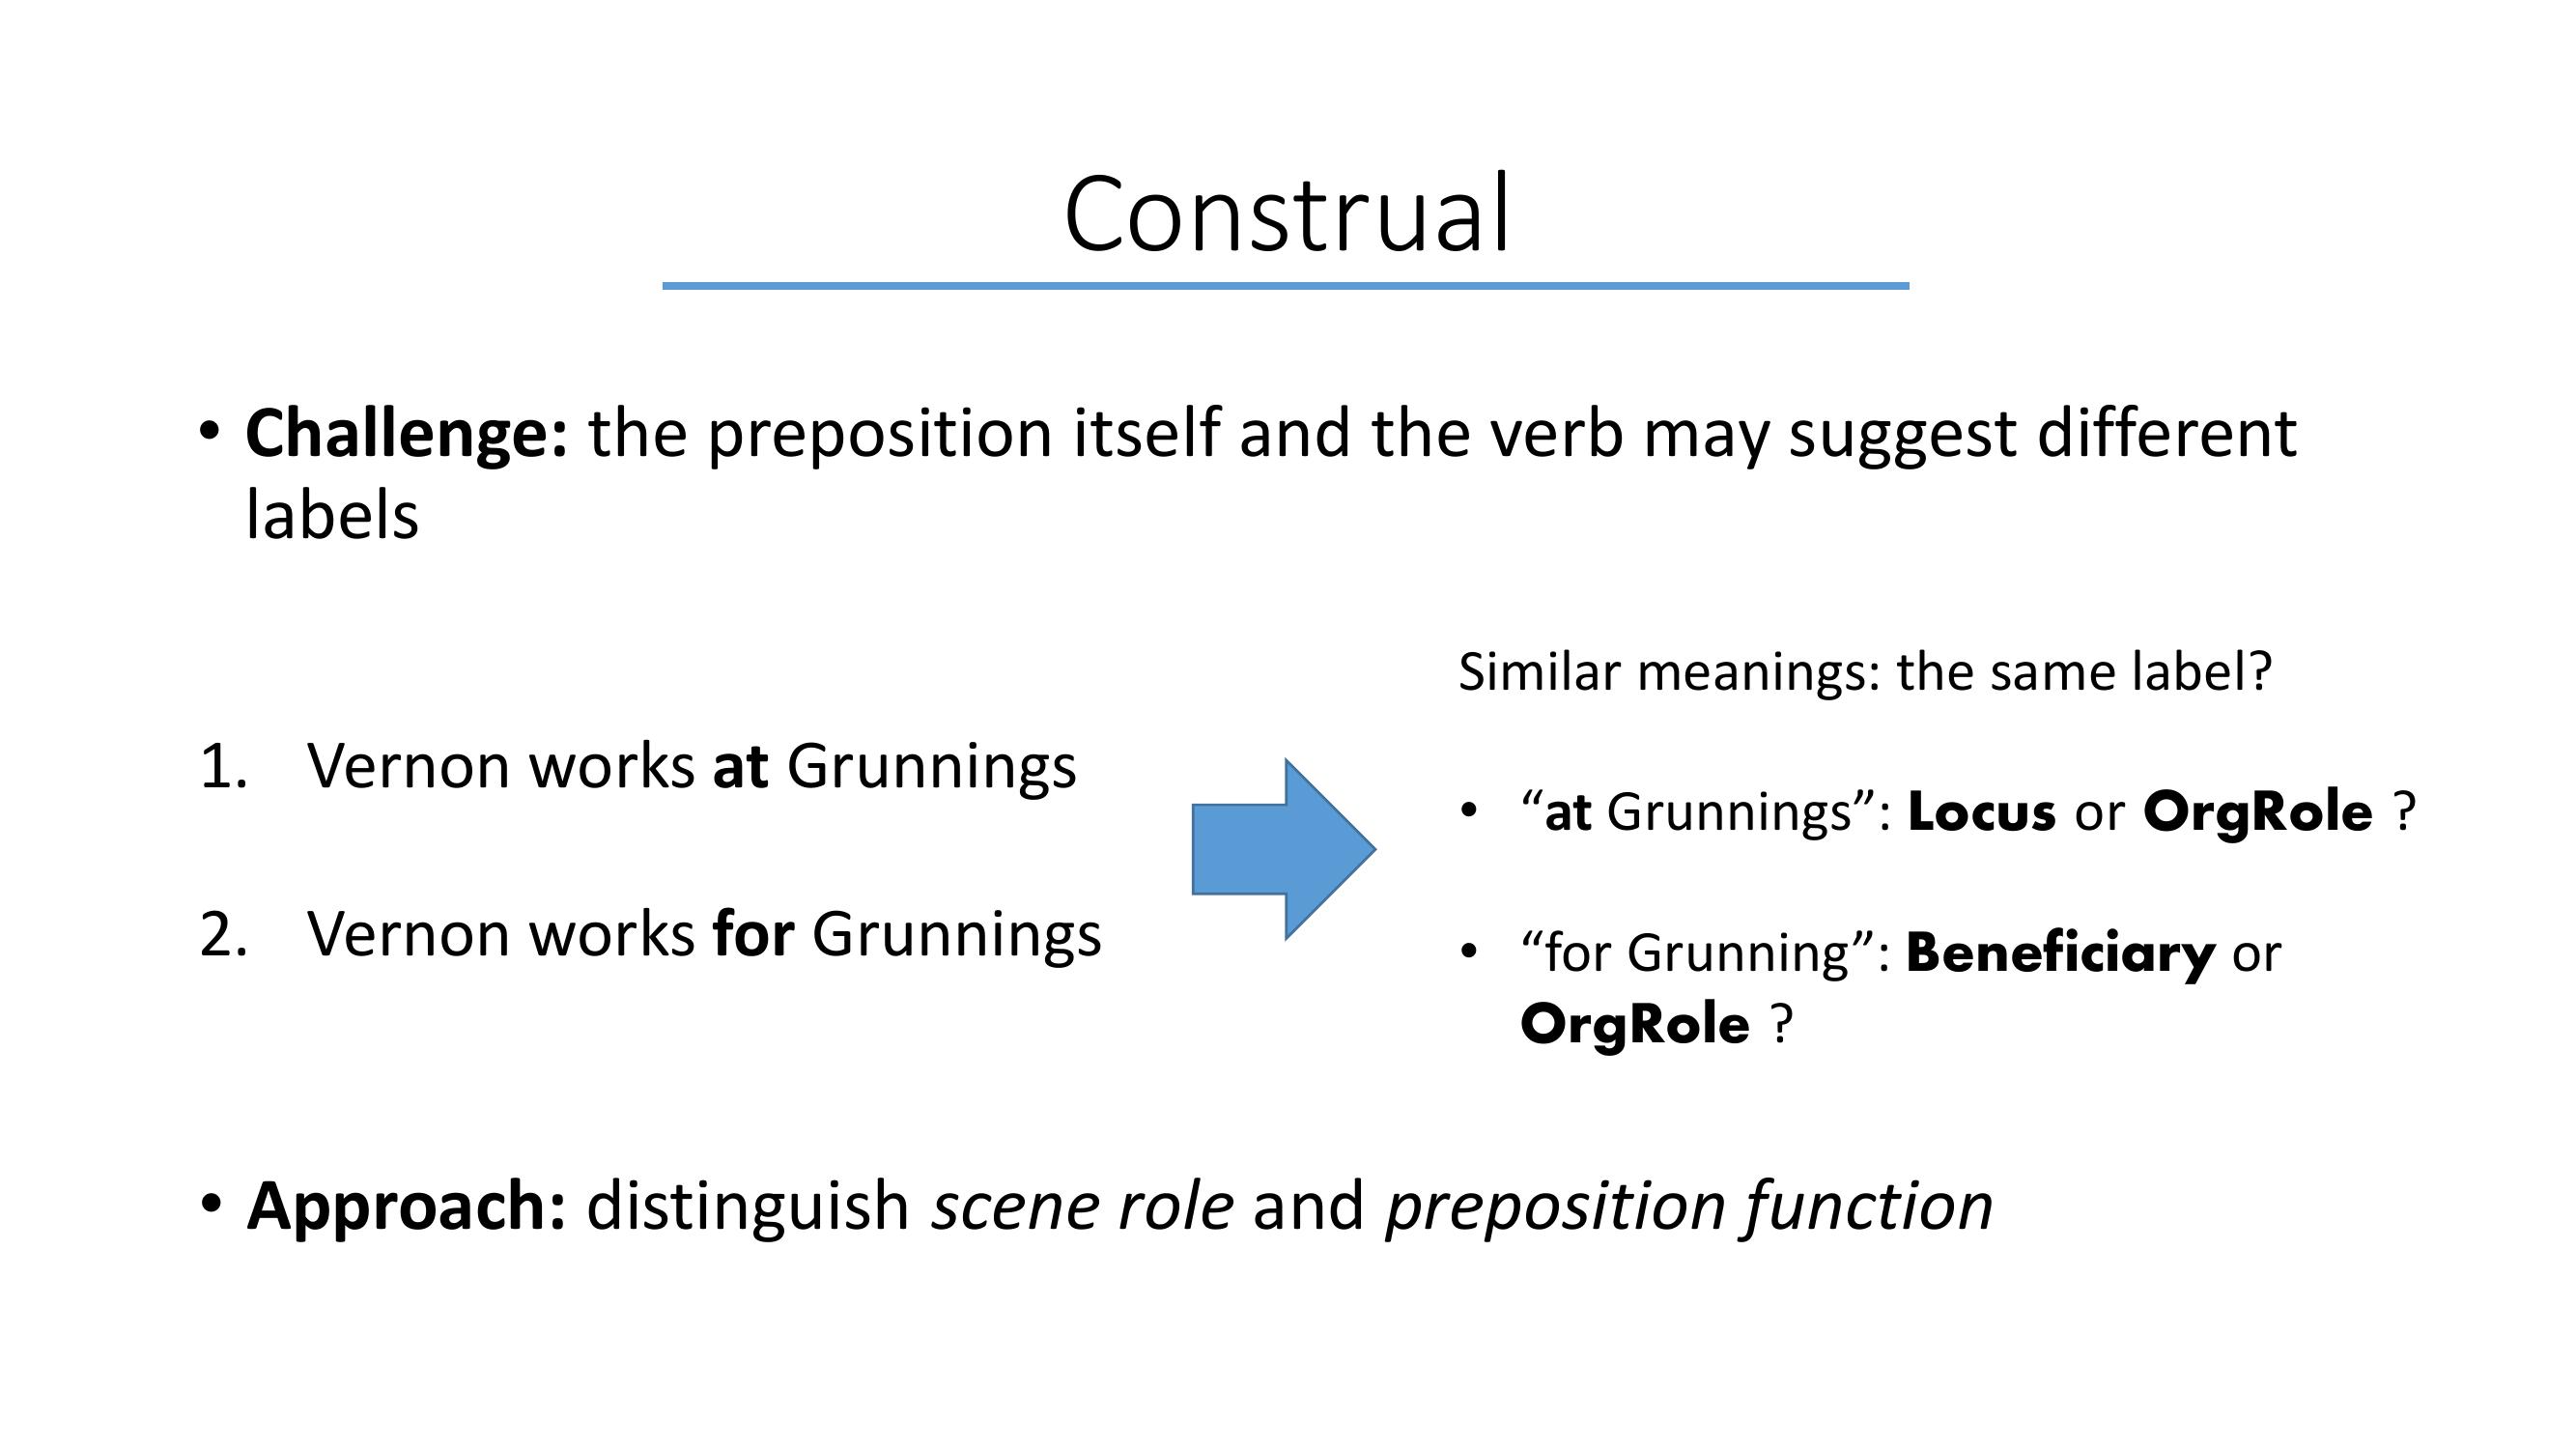 Construal
• Challenge: the preposition itself and the verb may suggest different
labels
1. Vernon works at Grunnings
2. Vernon works for Grunnings
Similar meanings: the same label?
• “at Grunnings”: Locus or OrgRole ?
• “for Grunning”: Beneficiary or
OrgRole ?
• Approach: distinguish scene role and preposition function